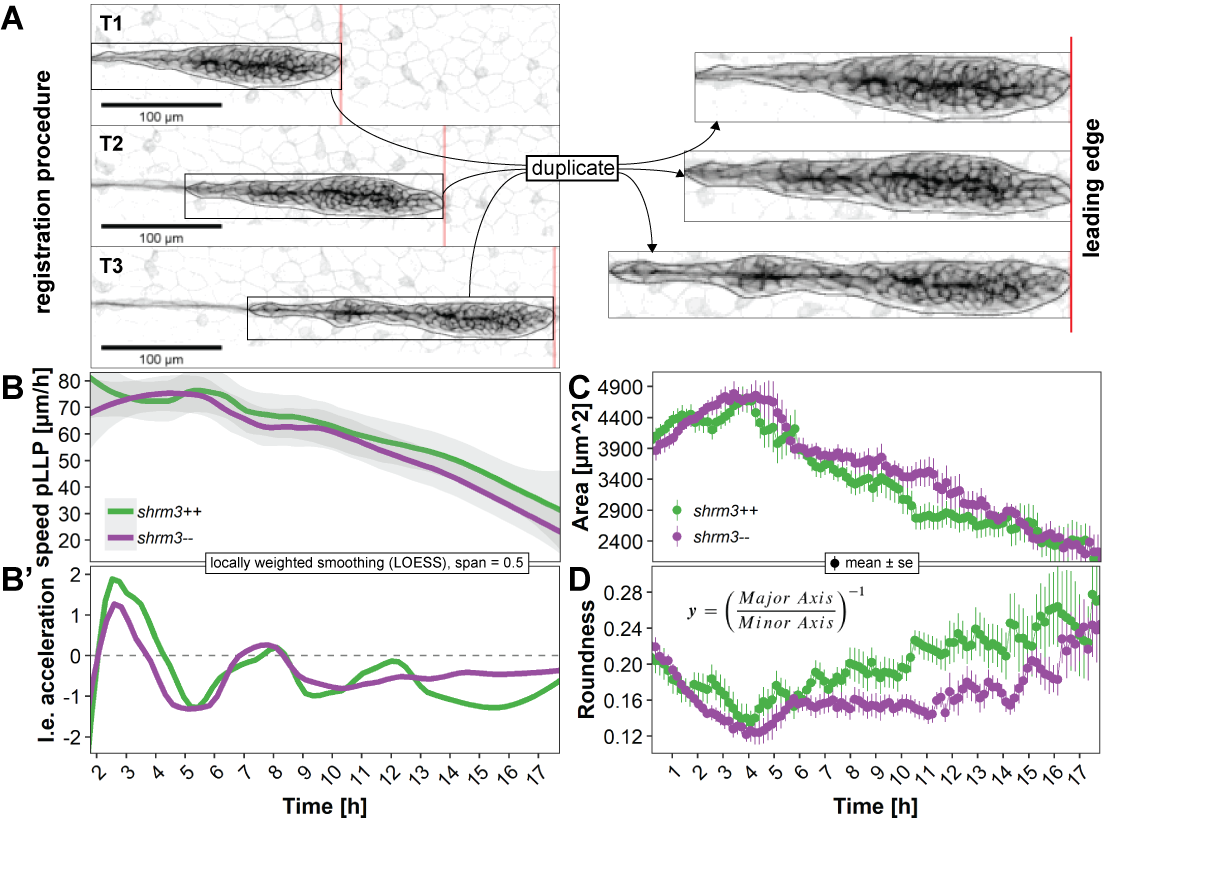 A
registration procedure
T1
100 µm
T2
100 µm
T3
100 µm
duplicate
leading edge
B
speed pLLP [µm/h]
80
70
60
50
40
30
20
shrm3++
shrm3--
locally weighted smoothing (LOESS), span = 0.5
B’
l.e. acceleration
2
1
0
-1
-2
2 3 4 5 6 7 8 9 10 11 12 13 14 15 16 17
Time [h]
C
Area [µm^2]
4900
4400
3900
3400
2900
2400
shrm3++
shrm3--
mean ± se
D
Roundness
y = (Major Axis / Minor Axis)^−1
0.28
0.24
0.20
0.16
0.12
1 2 3 4 5 6 7 8 9 10 11 12 13 14 15 16 17
Time [h]